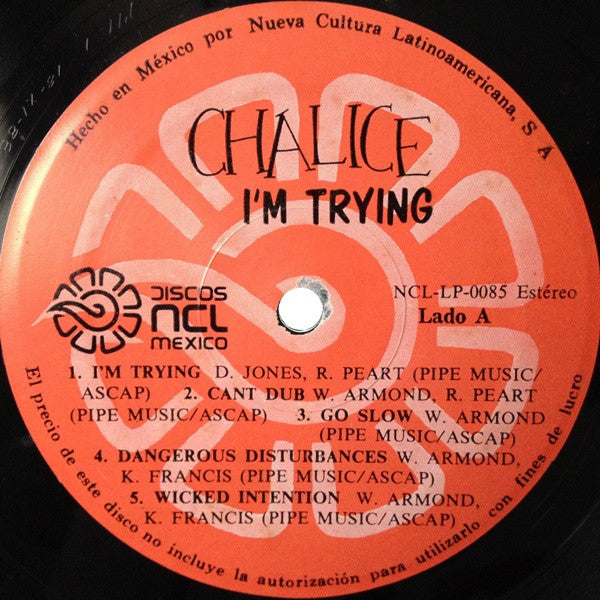 Hecho en México por Nueva Cultura Latinoamericana, S A
CHALICE
I'M TRYING
DISCOS
NCL
MEXICO
NCL-LP-0085 Estéreo
Lado A
1. I'M TRYING D. JONES, R. PEART (PIPE MUSIC/
ASCAP) 2. CANT DUB W. ARMOND, R. PEART
(PIPE MUSIC/ASCAP) 3. GO SLOW W. ARMOND
(PIPE MUSIC/ASCAP)
4. DANGEROUS DISTURBANCES W. ARMOND,
K. FRANCIS (PIPE MUSIC/ASCAP)
5. WICKED INTENTION W. ARMOND,
K. FRANCIS (PIPE MUSIC/ASCAP)
El precio de este disco no incluye la autorización para utilizarlo con fines de lucro